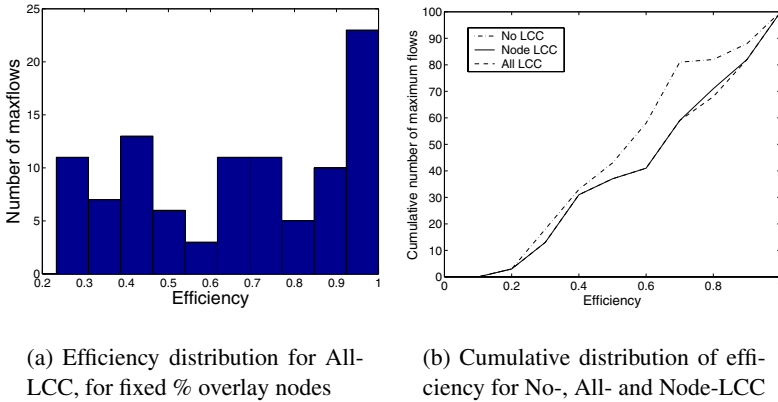 25
20
15
10
5
0
Number of maxflows
0.2 0.3 0.4 0.5 0.6 0.7 0.8 0.9 1
Efficiency
100
90
80
70
60
50
40
30
20
10
0
Cumulative number of maximum flows
No LCC
Node LCC
All LCC
0 0.2 0.4 0.6 0.8
Efficiency
(a) Efficiency distribution for All-
LCC, for fixed % overlay nodes
(b) Cumulative distribution of effi-
ciency for No-, All- and Node-LCC